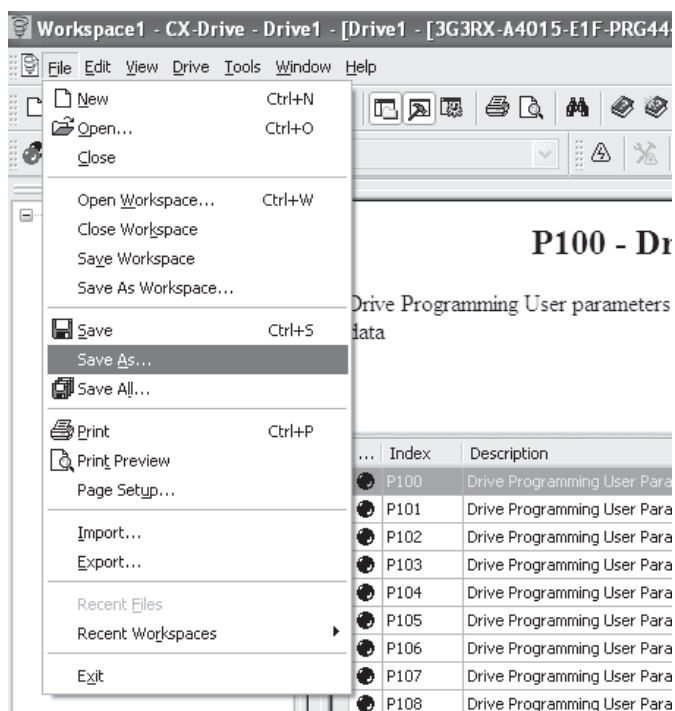 Workspace1 - CX-Drive - Drive1 - [Drive1 - [3G3RX-A4015-E1F-PRG44-
File Edit View Drive Tools Window Help
New Ctrl+N
Open... Ctrl+O
Close
Open Workspace... Ctrl+W
Close Workspace
Save Workspace
Save As Workspace...
Save Ctrl+S
Save As...
Save All...
Print Ctrl+P
Print Preview
Page Setup...
Import...
Export...
Recent Files
Recent Workspaces
Exit
P100 - Dr
Drive Programming User parameters
data
... Index Description
P100 Drive Programming User Para
P101 Drive Programming User Para
P102 Drive Programming User Para
P103 Drive Programming User Para
P104 Drive Programming User Para
P105 Drive Programming User Para
P106 Drive Programming User Para
P107 Drive Programming User Para
P108 Drive Programming User Para